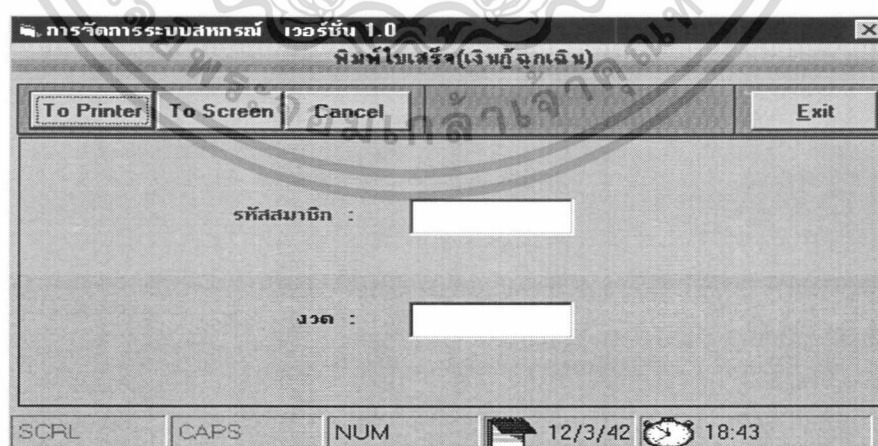 การจัดการระบบสหกรณ์ เวอร์ชั่น 1.0
พิมพ์ใบเสร็จ(เงินกู้ฉุกเฉิน)
To Printer To Screen Cancel Exit
รหัสสมาชิก :
งวด :
SCRL CAPS NUM 12/3/42 18:43